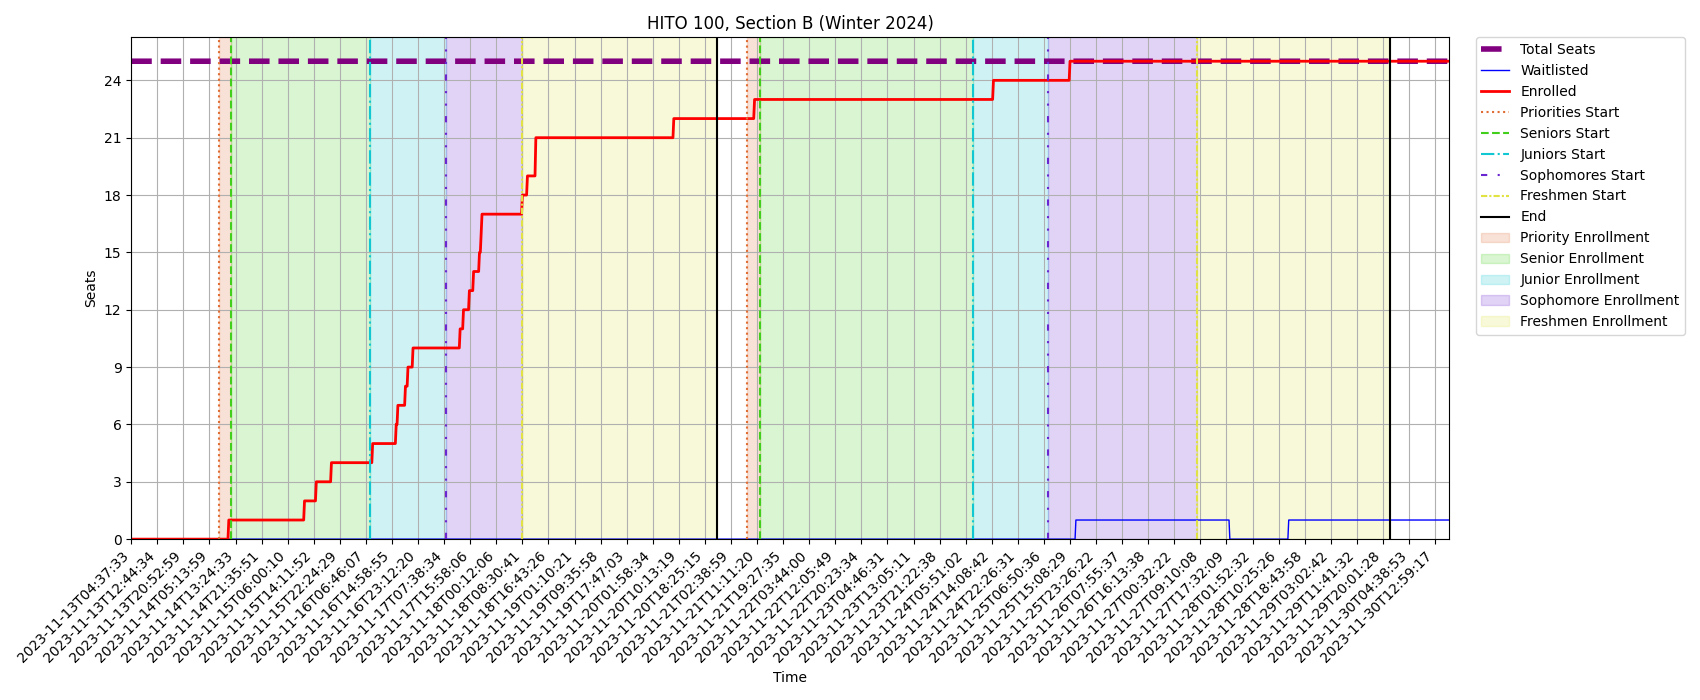 HITO 100, Section B (Winter 2024)
Seats
24
21
18
15
12
9
6
3
0
2023-11-13T04:37:33
2023-11-13T12:44:34
2023-11-13T20:52:59
2023-11-14T05:13:59
2023-11-14T13:24:33
2023-11-14T21:35:51
2023-11-15T06:00:10
2023-11-15T14:11:52
2023-11-15T22:24:29
2023-11-16T06:46:07
2023-11-16T14:58:55
2023-11-16T23:12:20
2023-11-17T07:38:34
2023-11-17T15:58:06
2023-11-18T00:12:06
2023-11-18T08:30:41
2023-11-18T16:43:26
2023-11-19T01:10:21
2023-11-19T09:35:58
2023-11-19T17:47:03
2023-11-20T01:58:34
2023-11-20T10:13:19
2023-11-20T18:25:15
2023-11-21T02:38:59
2023-11-21T11:11:20
2023-11-21T19:27:35
2023-11-22T03:44:00
2023-11-22T12:05:49
2023-11-22T20:23:34
2023-11-23T04:46:31
2023-11-23T13:05:11
2023-11-23T21:22:38
2023-11-24T05:51:02
2023-11-24T14:08:42
2023-11-24T22:26:31
2023-11-25T06:50:36
2023-11-25T15:08:29
2023-11-25T23:26:22
2023-11-26T07:55:37
2023-11-26T16:13:38
2023-11-27T00:32:22
2023-11-27T09:10:08
2023-11-27T17:32:09
2023-11-28T01:52:32
2023-11-28T10:25:26
2023-11-28T18:43:58
2023-11-29T03:02:42
2023-11-29T11:41:32
2023-11-29T20:01:28
2023-11-30T04:38:53
2023-11-30T12:59:17
Time
Total Seats
Waitlisted
Enrolled
Priorities Start
Seniors Start
Juniors Start
Sophomores Start
Freshmen Start
End
Priority Enrollment
Senior Enrollment
Junior Enrollment
Sophomore Enrollment
Freshmen Enrollment